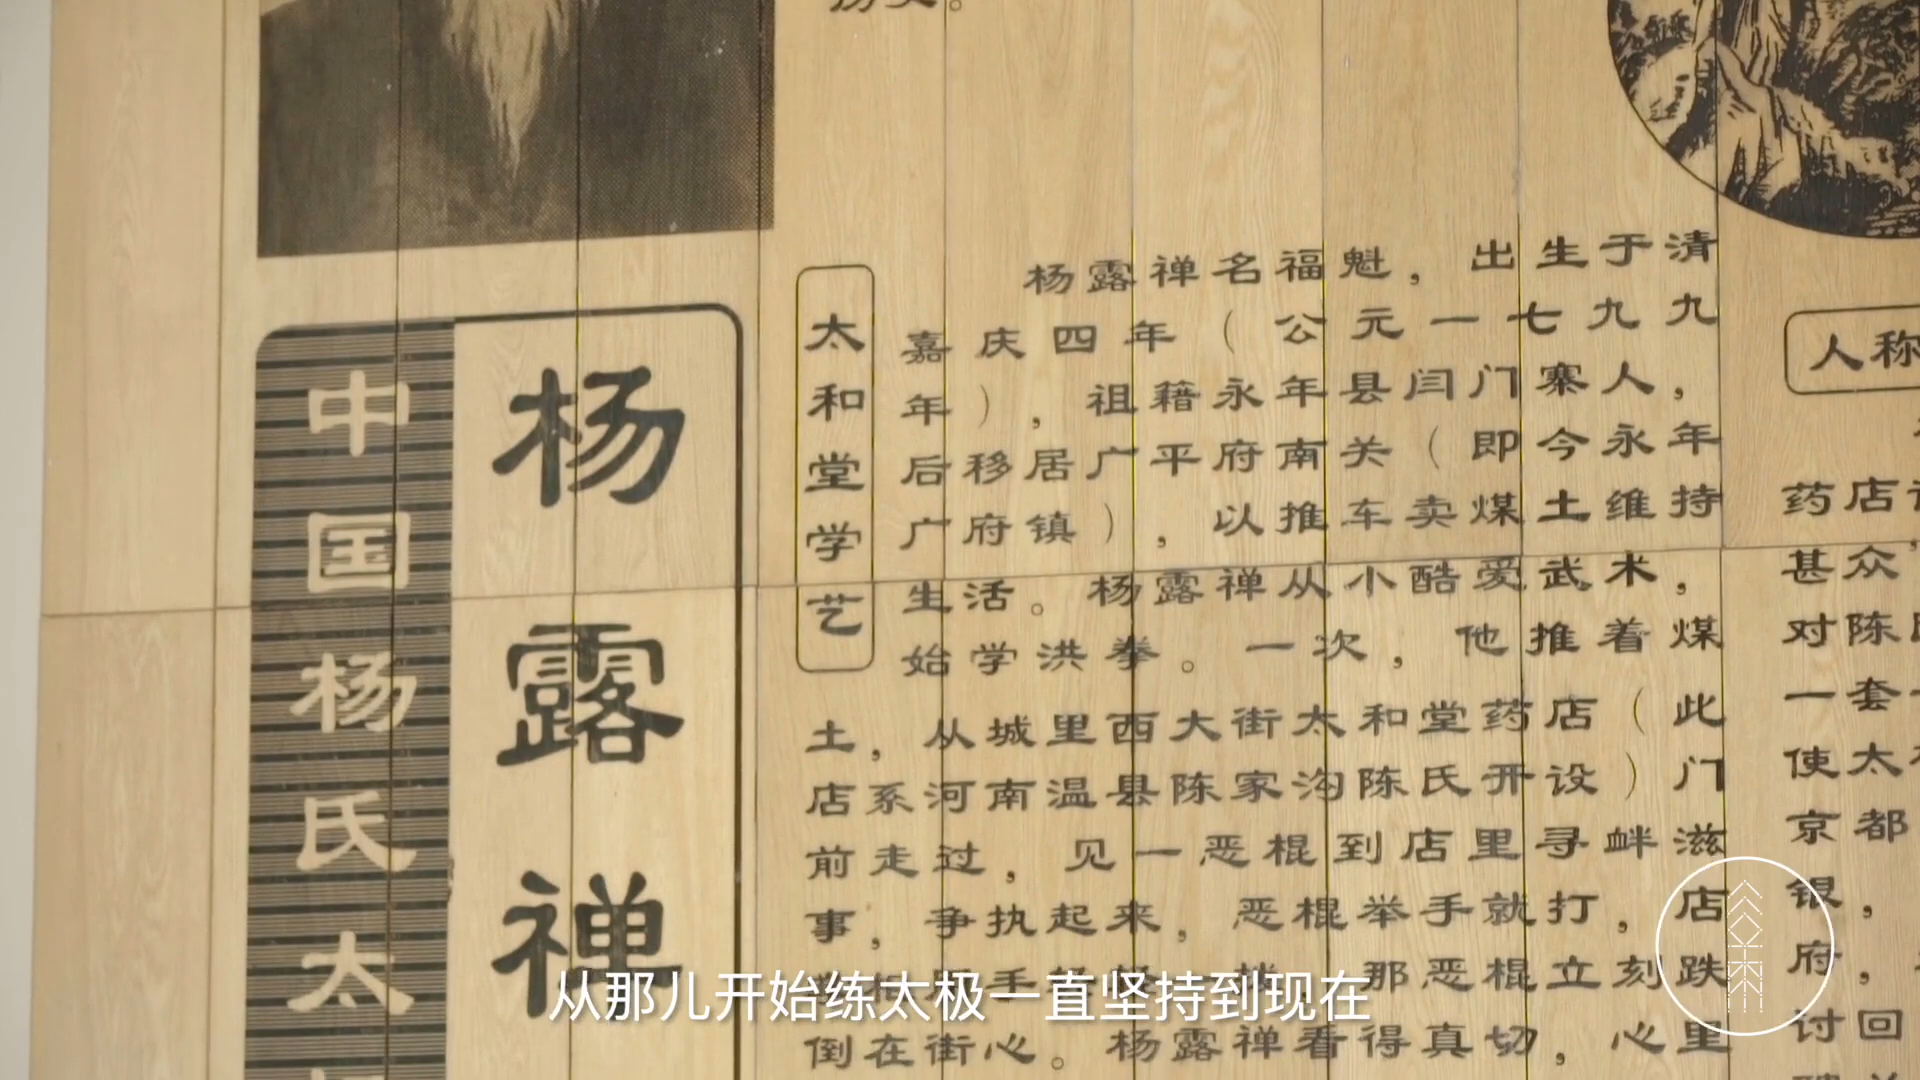 中国杨氏太
杨露禅
太和堂学艺
杨露禅名福魁，出生于清
嘉庆四年（公元一七九九
年），祖籍永年县闫门寨人，
后移居广平府南关（即今永年
广府镇），以推车卖煤土维持
生活。杨露禅从小酷爱武术，
始学洪拳。一次，他推着煤
土，从城里西大街太和堂药店（此
店系河南温县陈家沟陈氏开设）门
前走过，见一恶棍到店里寻衅滋
事，争执起来，恶棍举手就打，店
那恶棍立刻跌
倒在街心。杨露禅看得真切，心里
人称
药店
甚众
对陈
一套
使太
京都
银，
府，
讨回
从那儿开始练太极一直坚持到现在